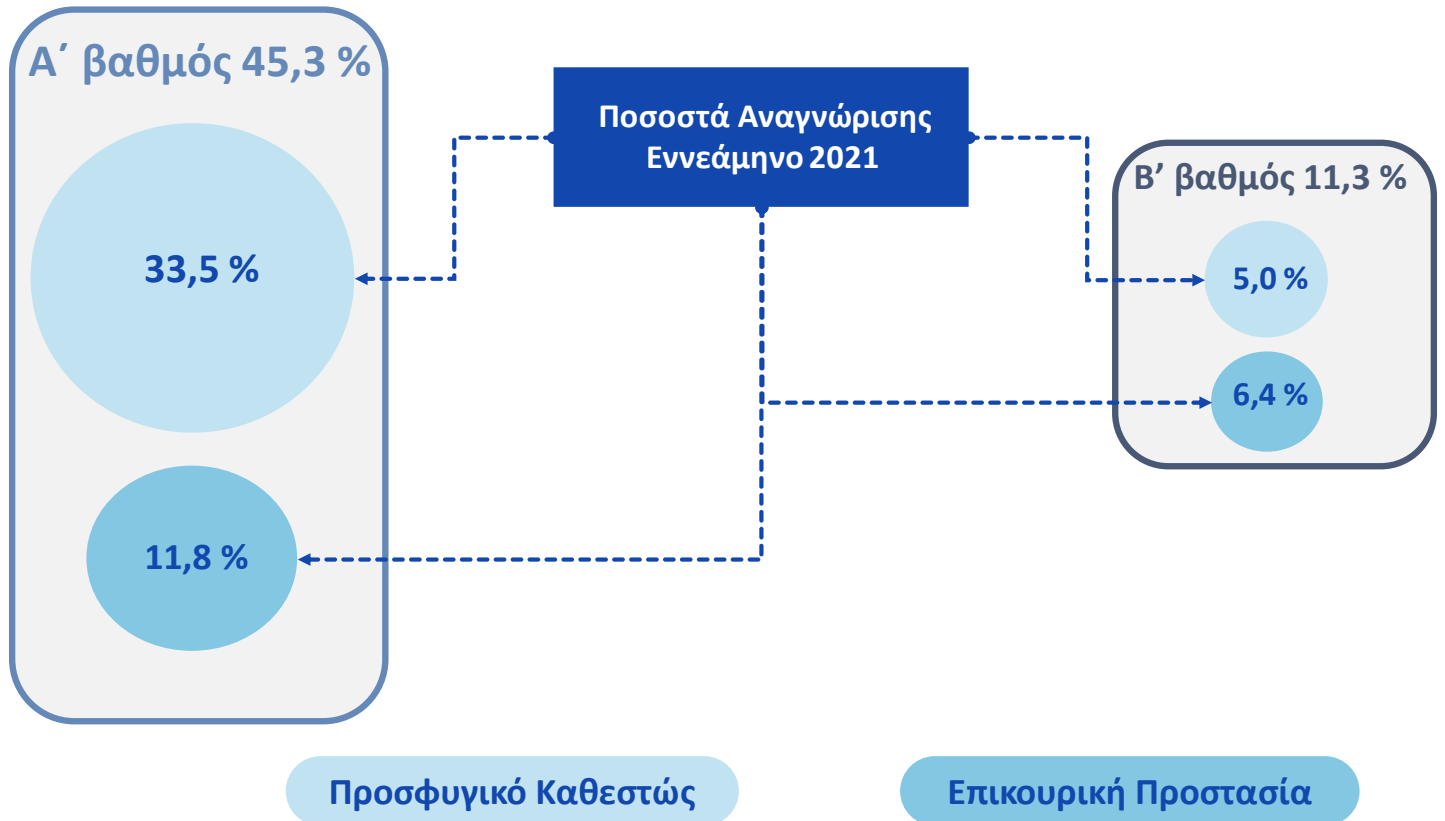 Α΄ βαθμός 45,3 %
33,5 %
11,8 %
Ποσοστά Αναγνώρισης
Εννεάμηνο 2021
Β’ βαθμός 11,3 %
5,0 %
6,4 %
Προσφυγικό Καθεστώς
Επικουρική Προστασία